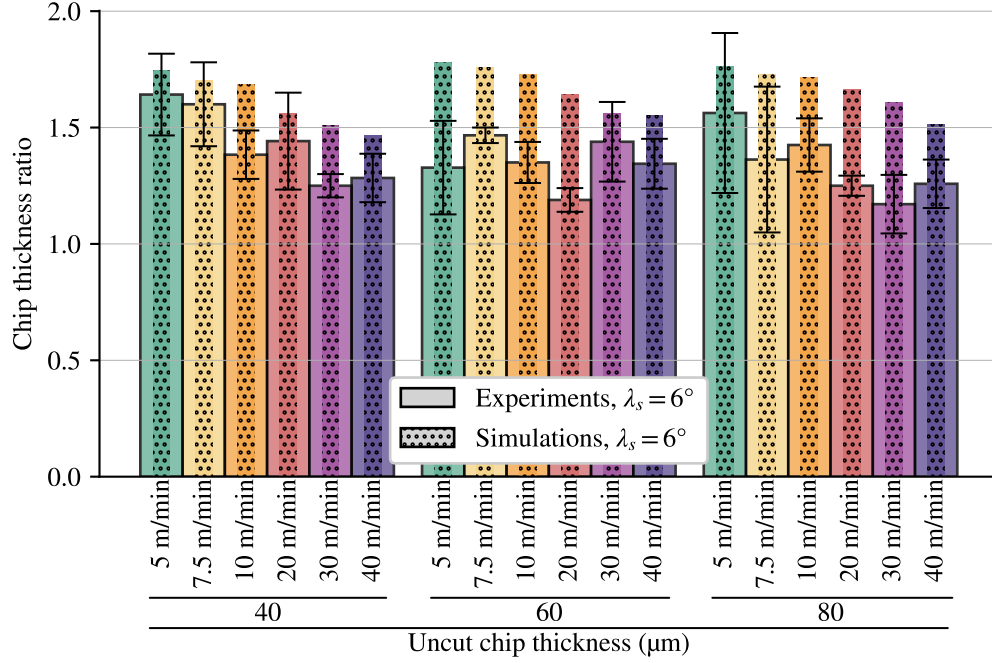 2.0
1.5
1.0
0.5
0.0
Chip thickness ratio
Experiments, λs = 6°
Simulations, λs = 6°
5 m/min
7.5 m/min
10 m/min
20 m/min
30 m/min
40 m/min
5 m/min
7.5 m/min
10 m/min
20 m/min
30 m/min
40 m/min
5 m/min
7.5 m/min
10 m/min
20 m/min
30 m/min
40 m/min
40
60
80
Uncut chip thickness (µm)